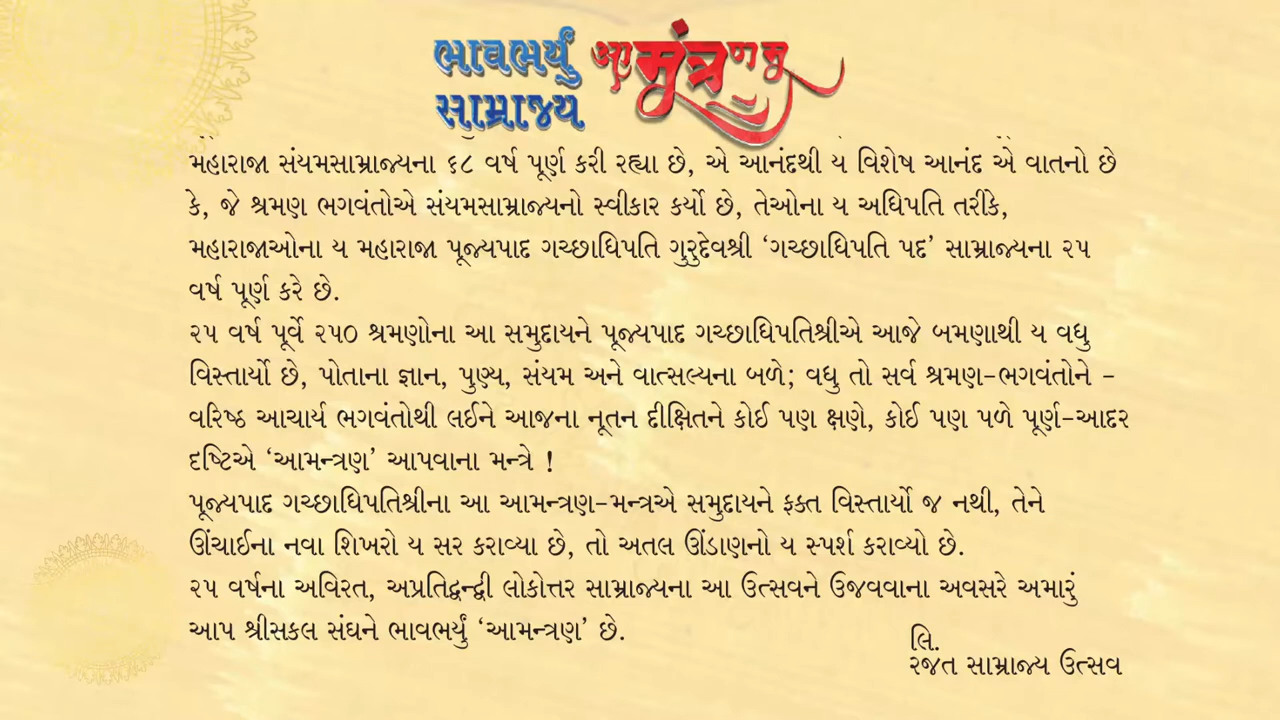 ભાવભર્યું આમંત્રણમ્
સામ્રાજ્ય
મહારાજા સંયમસામ્રાજ્યના ૬૮ વર્ષ પૂર્ણ કરી રહ્યા છે, એ આનંદથી ય વિશેષ આનંદ એ વાતનો છે
કે, જે શ્રમણ ભગવંતોએ સંયમસામ્રાજ્યનો સ્વીકાર કર્યો છે, તેઓના ય અધિપતિ તરીકે,
મહારાજાઓના ય મહારાજા પૂજ્યપાદ ગચ્છાધિપતિ ગુરુદેવશ્રી ‘ગચ્છાધિપતિ પદ’ સામ્રાજ્યના ૨૫
વર્ષ પૂર્ણ કરે છે.
૨૫ વર્ષ પૂર્વે ૨૫૦ શ્રમણોના આ સમુદાયને પૂજ્યપાદ ગચ્છાધિપતિશ્રીએ આજે બમણાથી ય વધુ
વિસ્તાર્યો છે, પોતાના જ્ઞાન, પુણ્ય, સંયમ અને વાત્સલ્યના બળે; વધુ તો સર્વ શ્રમણ-ભગવંતોને -
વરિષ્ઠ આચાર્ય ભગવંતોથી લઈને આજના નૂતન દીક્ષિતને કોઈ પણ ક્ષણે, કોઈ પણ પળે પૂર્ણ-આદર
દષ્ટિએ ‘આમન્ત્રણ’ આપવાના મન્ત્રે !
પૂજ્યપાદ ગચ્છાધિપતિશ્રીના આ આમન્ત્રણ-મન્ત્રએ સમુદાયને ફક્ત વિસ્તાર્યો જ નથી, તેને
ઊંચાઈના નવા શિખરો ય સર કરાવ્યા છે, તો અતલ ઊંડાણનો ય સ્પર્શ કરાવ્યો છે.
૨૫ વર્ષના અવિરત, અપ્રતિદ્વન્દ્વી લોકોત્તર સામ્રાજ્યના આ ઉત્સવને ઉજવવાના અવસરે અમારું
આપ શ્રીસકલ સંઘને ભાવભર્યું ‘આમન્ત્રણ’ છે.
લિ.
રજત સામ્રાજ્ય ઉત્સવ